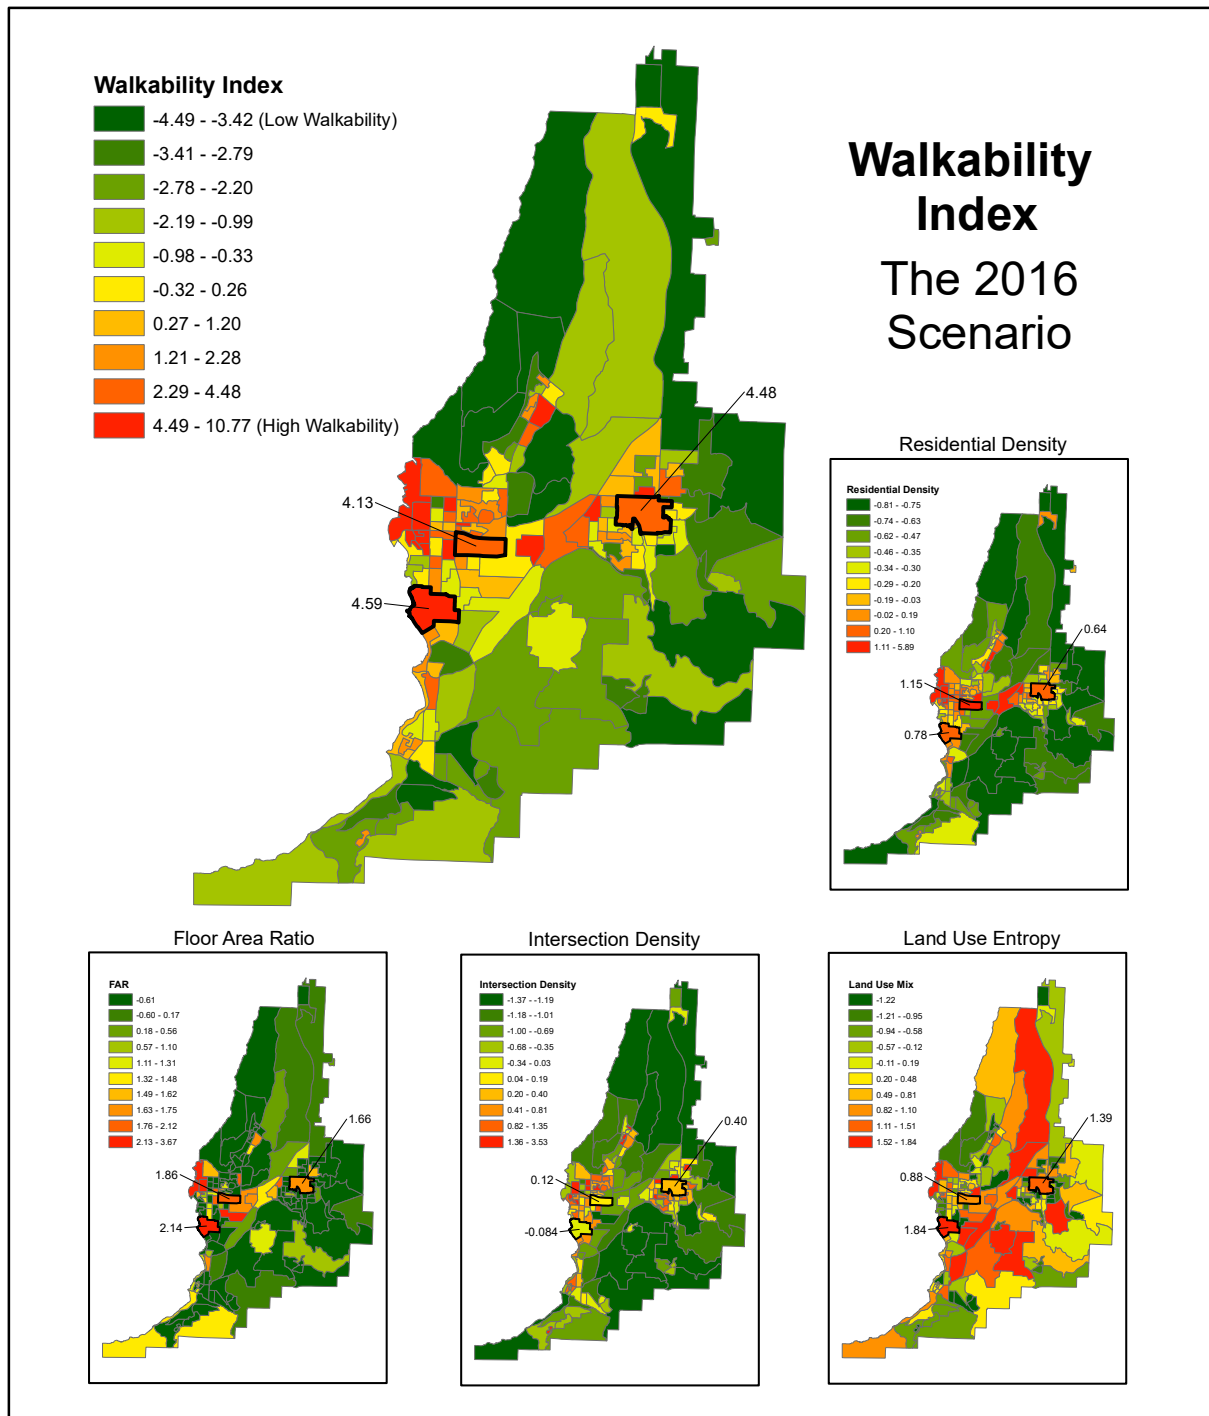 Walkability Index
-4.49 - -3.42 (Low Walkability)
-3.41 - -2.79
-2.78 - -2.20
-2.19 - -0.99
-0.98 - -0.33
-0.32 - 0.26
0.27 - 1.20
1.21 - 2.28
2.29 - 4.48
4.49 - 10.77 (High Walkability)
Walkability
Index
The 2016
Scenario
4.48
4.13
4.59
Residential Density
Residential Density
-0.81 - -0.75
-0.74 - -0.63
-0.62 - -0.47
-0.46 - -0.35
-0.34 - -0.30
-0.29 - -0.20
-0.19 - -0.03
-0.02 - 0.19
0.20 - 1.10
1.11 - 5.89
0.64
1.15
0.78
Floor Area Ratio
FAR
-0.61
-0.60 - 0.17
0.18 - 0.56
0.57 - 1.10
1.11 - 1.31
1.32 - 1.48
1.49 - 1.62
1.63 - 1.75
1.76 - 2.12
2.13 - 3.67
1.66
1.86
2.14
Intersection Density
Intersection Density
-1.37 - -1.19
-1.18 - -1.01
-1.00 - -0.69
-0.68 - -0.35
-0.34 - 0.03
0.04 - 0.19
0.20 - 0.40
0.41 - 0.81
0.82 - 1.35
1.36 - 3.53
0.40
0.12
-0.084
Land Use Entropy
Land Use Mix
-1.22
-1.21 - -0.95
-0.94 - -0.58
-0.57 - -0.12
-0.11 - 0.19
0.20 - 0.48
0.49 - 0.81
0.82 - 1.10
1.11 - 1.51
1.52 - 1.84
1.39
0.88
1.84